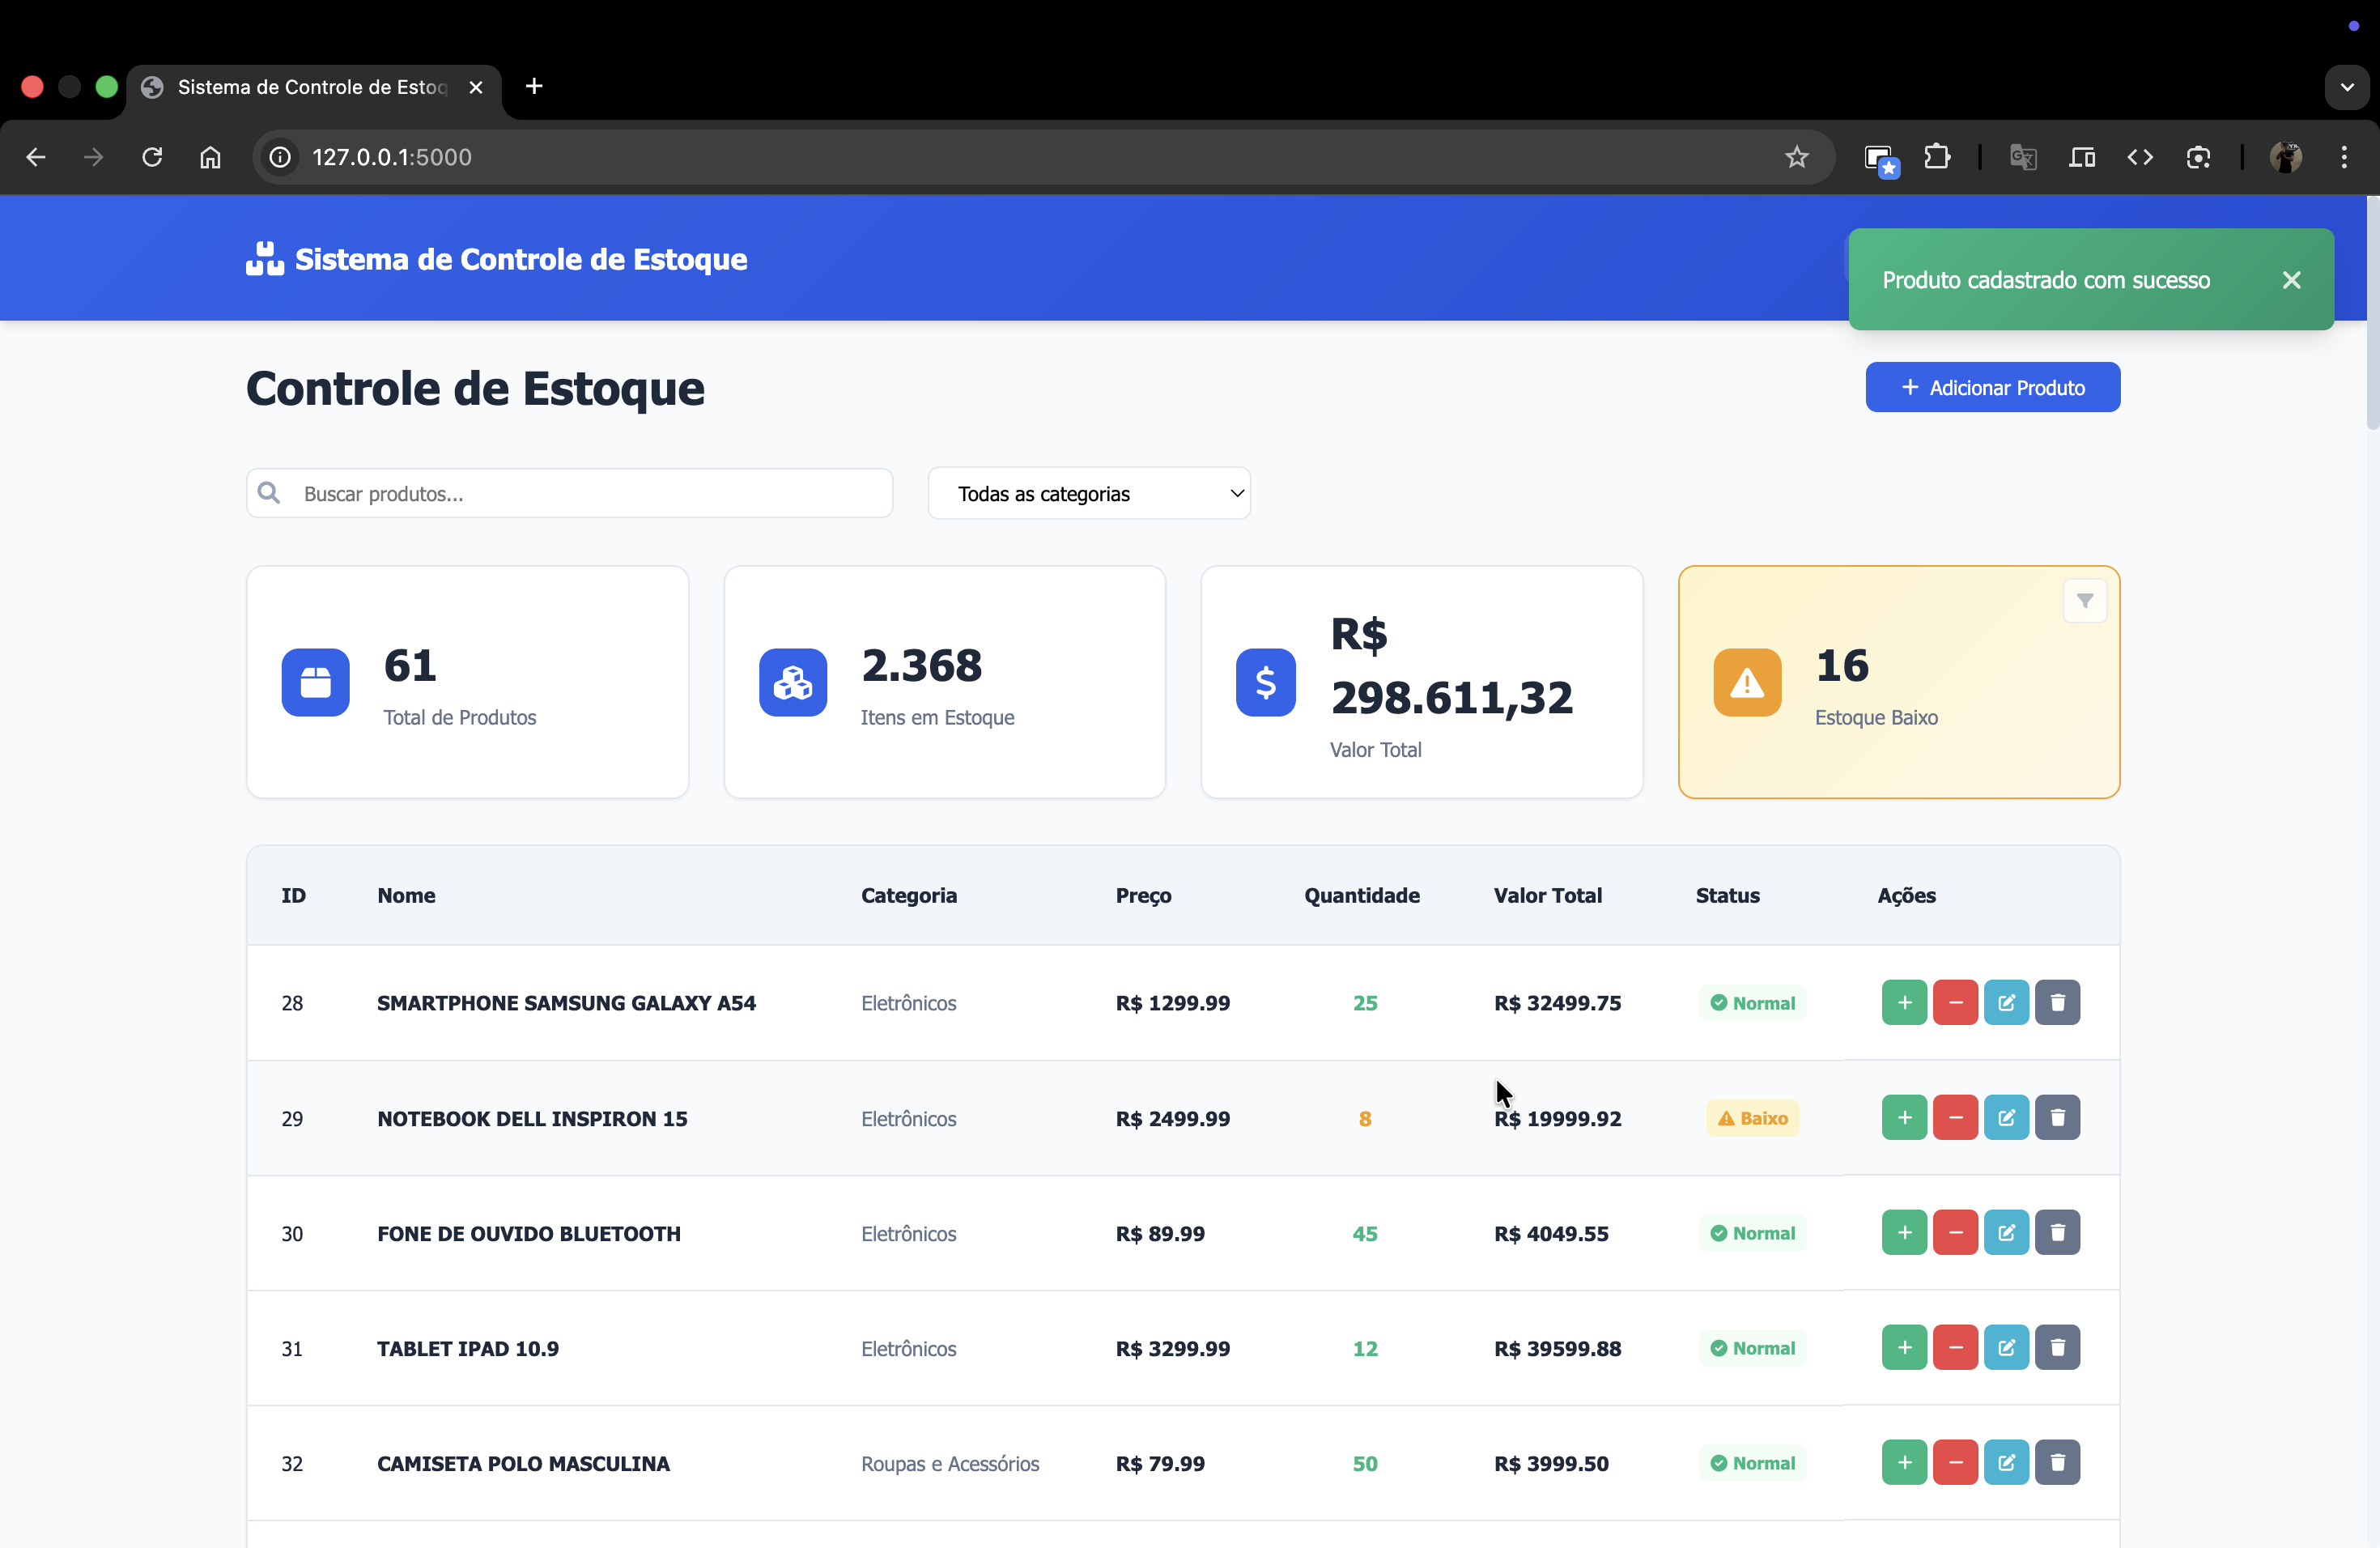 Sistema de Controle de Estoq
127.0.0.1:5000
Sistema de Controle de Estoque
Produto cadastrado com sucesso
Controle de Estoque
Adicionar Produto
Buscar produtos...
Todas as categorias
61
Total de Produtos
2.368
Itens em Estoque
R$
298.611,32
Valor Total
16
Estoque Baixo
ID Nome Categoria Preço Quantidade Valor Total Status Ações
28 SMARTPHONE SAMSUNG GALAXY A54 Eletrônicos R$ 1299.99 25 R$ 32499.75 Normal
29 NOTEBOOK DELL INSPIRON 15 Eletrônicos R$ 2499.99 8 R$ 19999.92 Baixo
30 FONE DE OUVIDO BLUETOOTH Eletrônicos R$ 89.99 45 R$ 4049.55 Normal
31 TABLET IPAD 10.9 Eletrônicos R$ 3299.99 12 R$ 39599.88 Normal
32 CAMISETA POLO MASCULINA Roupas e Acessórios R$ 79.99 50 R$ 3999.50 Normal